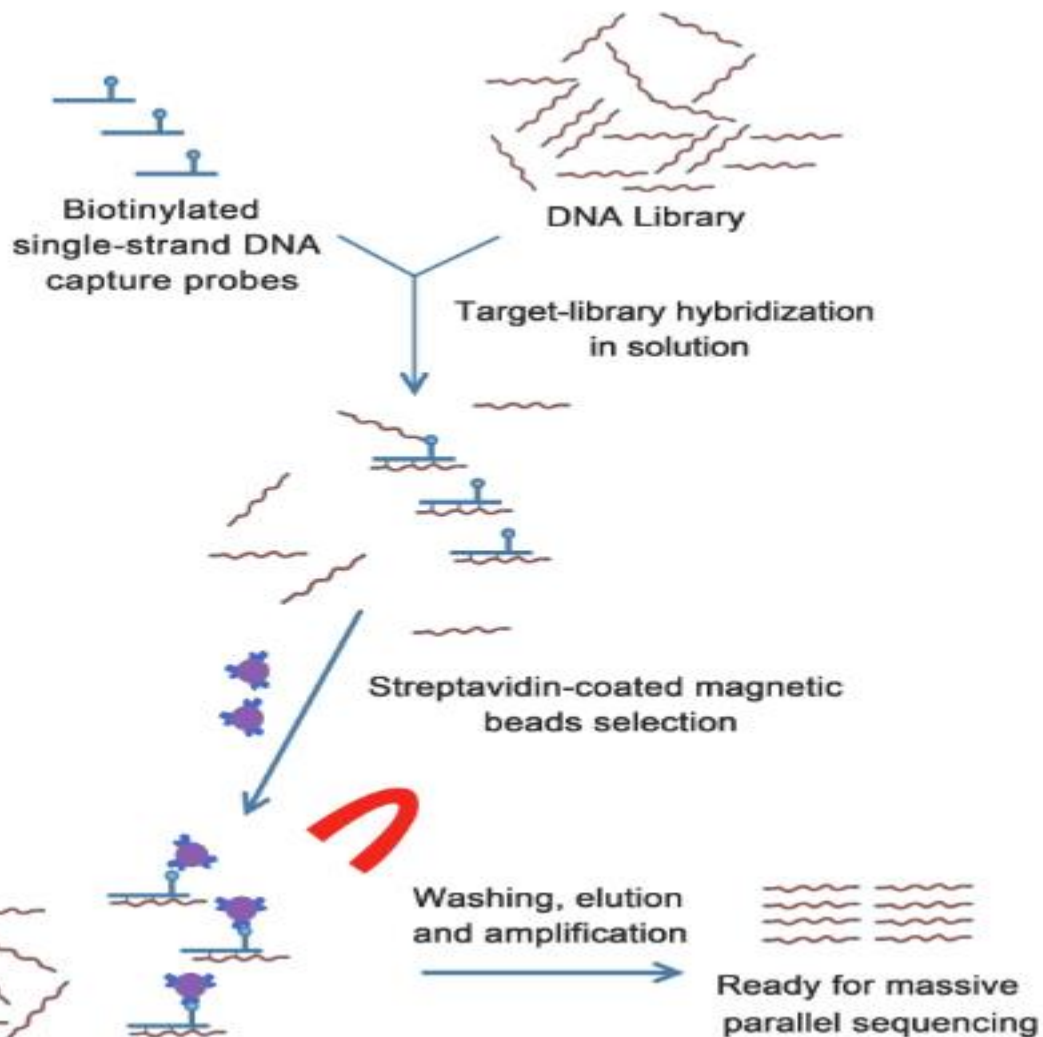 Biotinylated
single-strand DNA
capture probes
DNA Library
Target-library hybridization
in solution
Streptavidin-coated magnetic
beads selection
Washing, elution
and amplification
Ready for massive
parallel sequencing